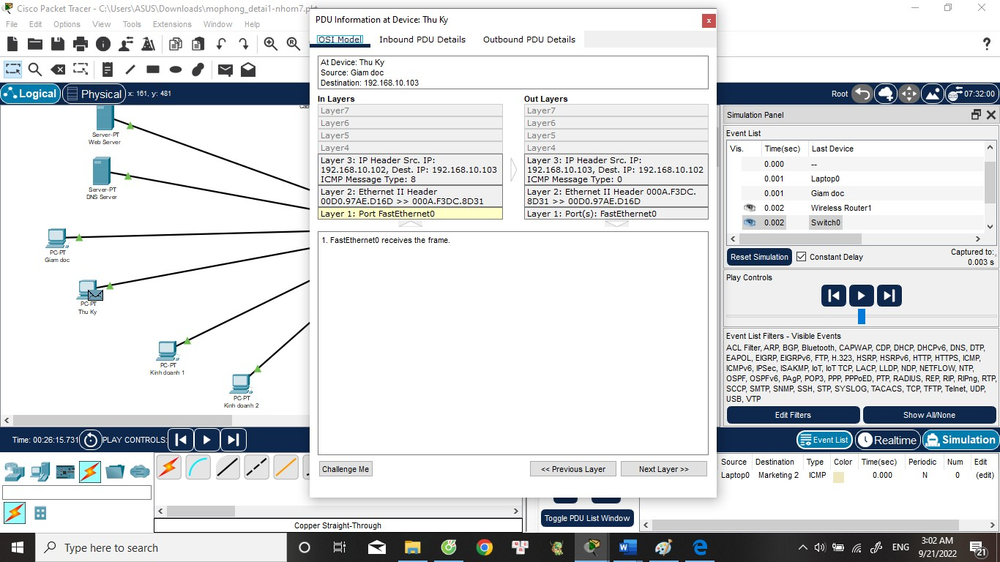 Cisco Packet Tracer - C:\Users\ASUS\Downloads\mophong_detai1-nhom7.pkt
File Edit Options View Tools Extensions Window Help
?
Logical Physical x: 161, y: 481
Root 07:32:00
Server-PT
Web Server
Server-PT
DNS Server
PC-PT
Giam doc
PC-PT
Thu Ky
PC-PT
Kinh doanh 1
PC-PT
Kinh doanh 2
PDU Information at Device: Thu Ky
OSI Model Inbound PDU Details Outbound PDU Details
At Device: Thu Ky
Source: Giam doc
Destination: 192.168.10.103
In Layers
Layer7
Layer6
Layer5
Layer4
Layer 3: IP Header Src. IP:
192.168.10.102, Dest. IP: 192.168.10.103
ICMP Message Type: 8
Layer 2: Ethernet II Header
00D0.97AE.D16D >> 000A.F3DC.8D31
Layer 1: Port FastEthernet0
Out Layers
Layer7
Layer6
Layer5
Layer4
Layer 3: IP Header Src. IP:
192.168.10.103, Dest. IP: 192.168.10.102
ICMP Message Type: 0
Layer 2: Ethernet II Header 000A.F3DC.
8D31 >> 00D0.97AE.D16D
Layer 1: Port(s): FastEthernet0
1. FastEthernet0 receives the frame.
Challenge Me << Previous Layer Next Layer >>
Simulation Panel
Event List
Vis. Time(sec) Last Device
0.000 --
0.001 Laptop0
0.001 Giam doc
0.002 Wireless Router1
0.002 Switch0
Reset Simulation Constant Delay
Captured to:
0.003 s
Play Controls
Event List Filters - Visible Events
ACL Filter, ARP, BGP, Bluetooth, CAPWAP, CDP, DHCP, DHCPv6, DNS, DTP,
EAPOL, EIGRP, EIGRPv6, FTP, H.323, HSRP, HSRPv6, HTTP, HTTPS, ICMP,
ICMPv6, IPSec, ISAKMP, IoT, IoT TCP, LACP, LLDP, NDP, NETFLOW, NTP,
OSPF, OSPFv6, PAgP, POP3, PPP, PPPoED, PTP, RADIUS, REP, RIP, RIPng, RTP,
SCCP, SMTP, SNMP, SSH, STP, SYSLOG, TACACS, TCP, TFTP, Telnet, UDP,
USB, VTP
Edit Filters Show All/None
Time: 00:26:15.731 PLAY CONTROLS:
Event List Realtime Simulation
Source Destination Type Color Time(sec) Periodic Num Edit
Laptop0 Marketing 2 ICMP 0.000 N 0 (edit)
Toggle PDU List Window
Copper Straight-Through
Type here to search
ENG
3:02 AM
9/21/2022
21